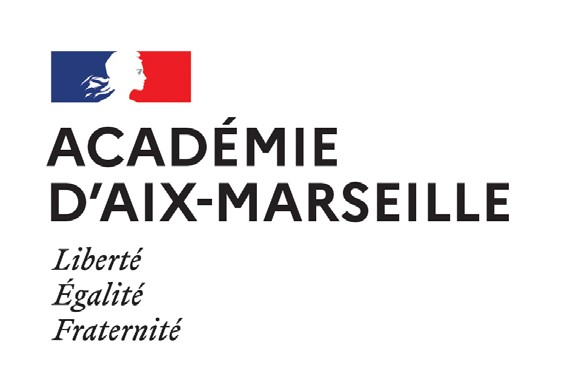 ACADÉMIE
D'AIX-MARSEILLE
Liberté
Égalité
Fraternité